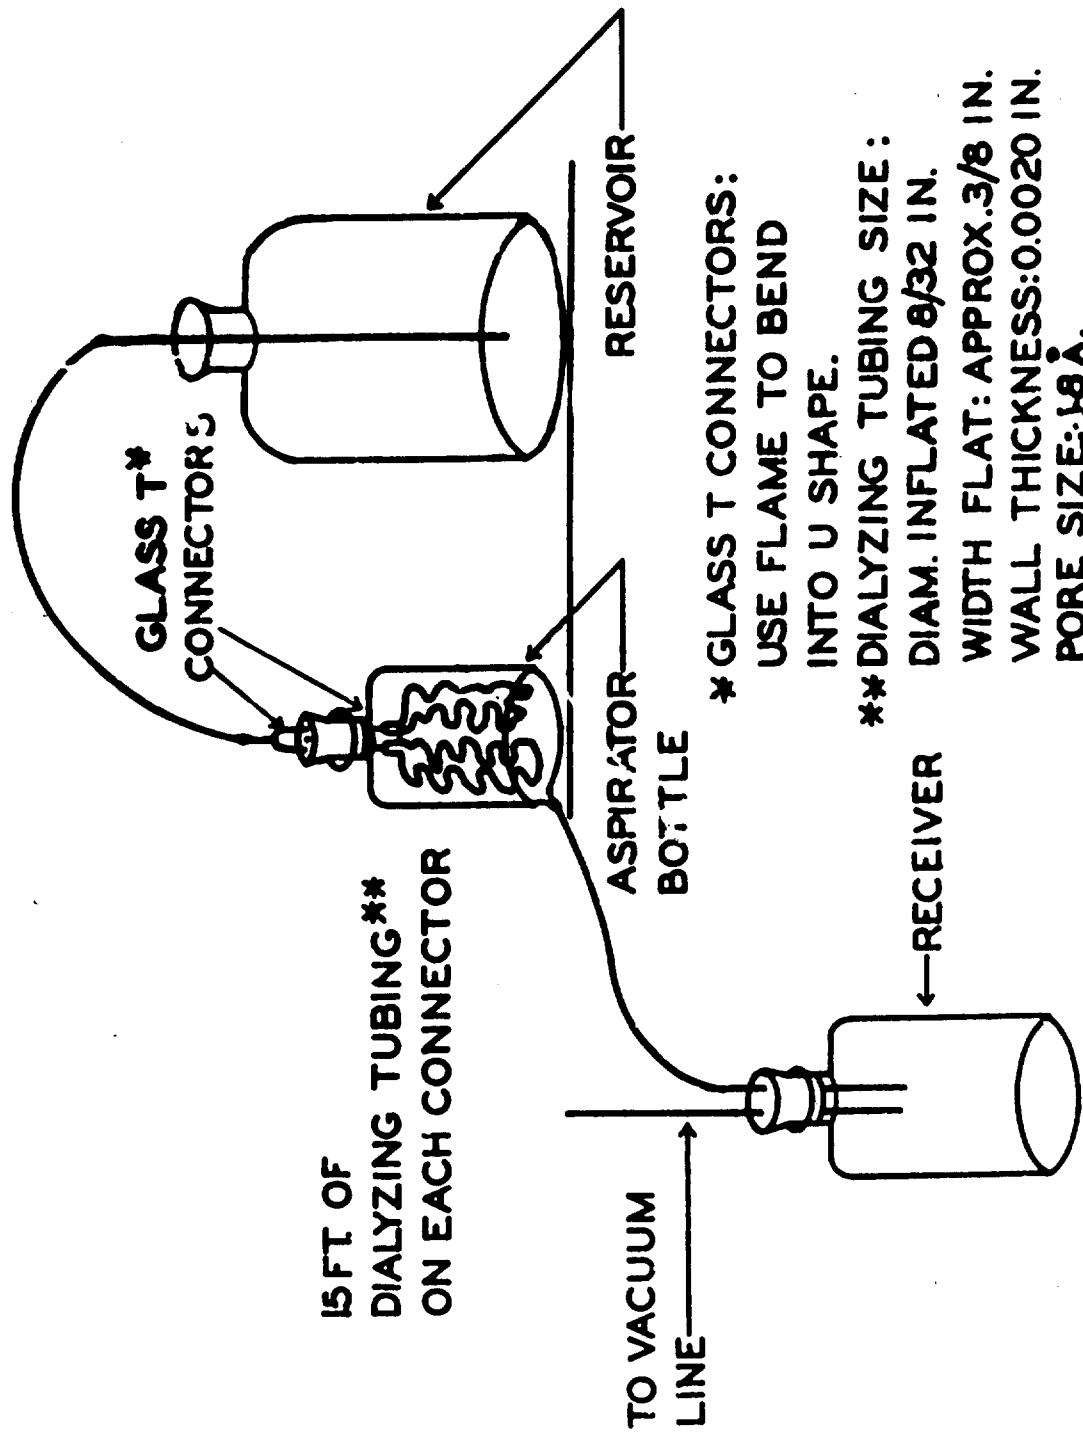 GLASS T*
CONNECTORS
15 FT. OF
DIALYZING TUBING**
ON EACH CONNECTOR
RESERVOIR
ASPIRATOR
BOTTLE
TO VACUUM
LINE
RECEIVER
*GLASS T CONNECTORS:
USE FLAME TO BEND
INTO U SHAPE.
**DIALYZING TUBING SIZE:
DIAM. INFLATED 8/32 IN.
WIDTH FLAT: APPROX. 3/8 IN.
WALL THICKNESS: 0.0020 IN.
PORE SIZE: